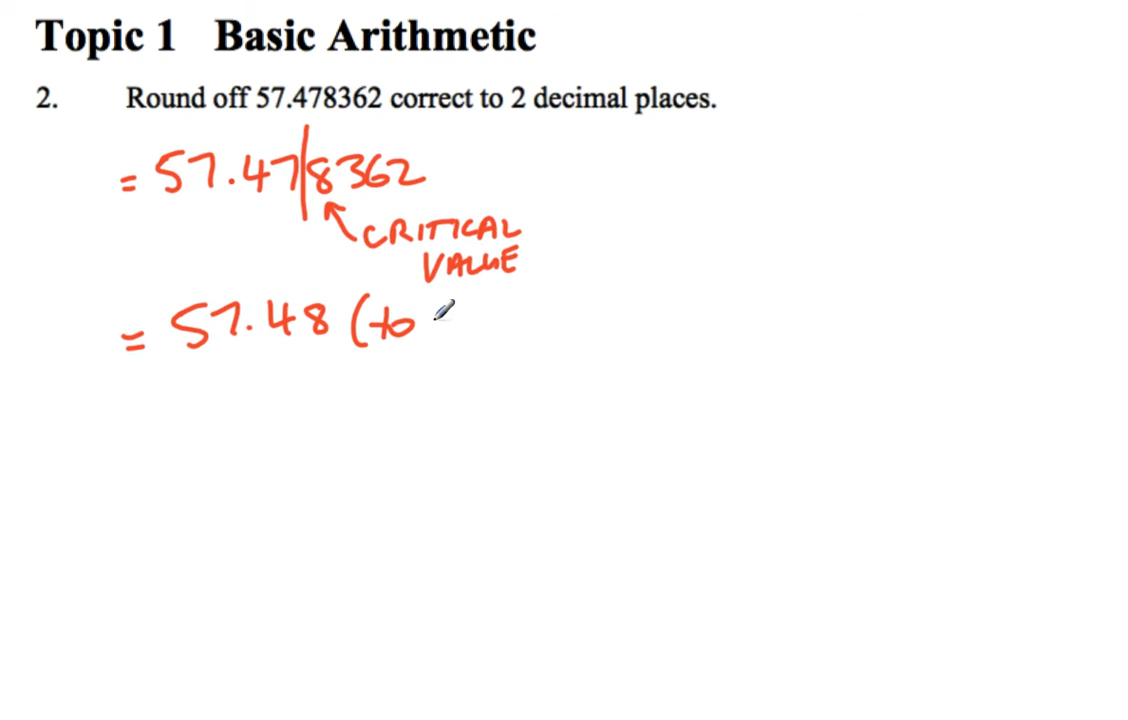 Topic 1 Basic Arithmetic
2. Round off 57.478362 correct to 2 decimal places.
= 57.47|8362
CRITICAL
VALUE
= 57.48 (to